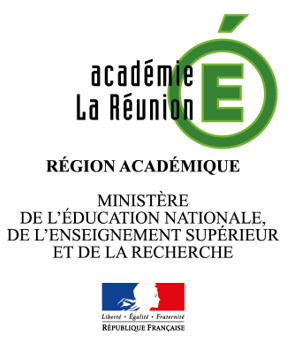 académie
La Réunion
É
RÉGION ACADÉMIQUE
MINISTÈRE
DE L'ÉDUCATION NATIONALE,
DE L'ENSEIGNEMENT SUPÉRIEUR
ET DE LA RECHERCHE
Liberté • Égalité • Fraternité
RÉPUBLIQUE FRANÇAISE